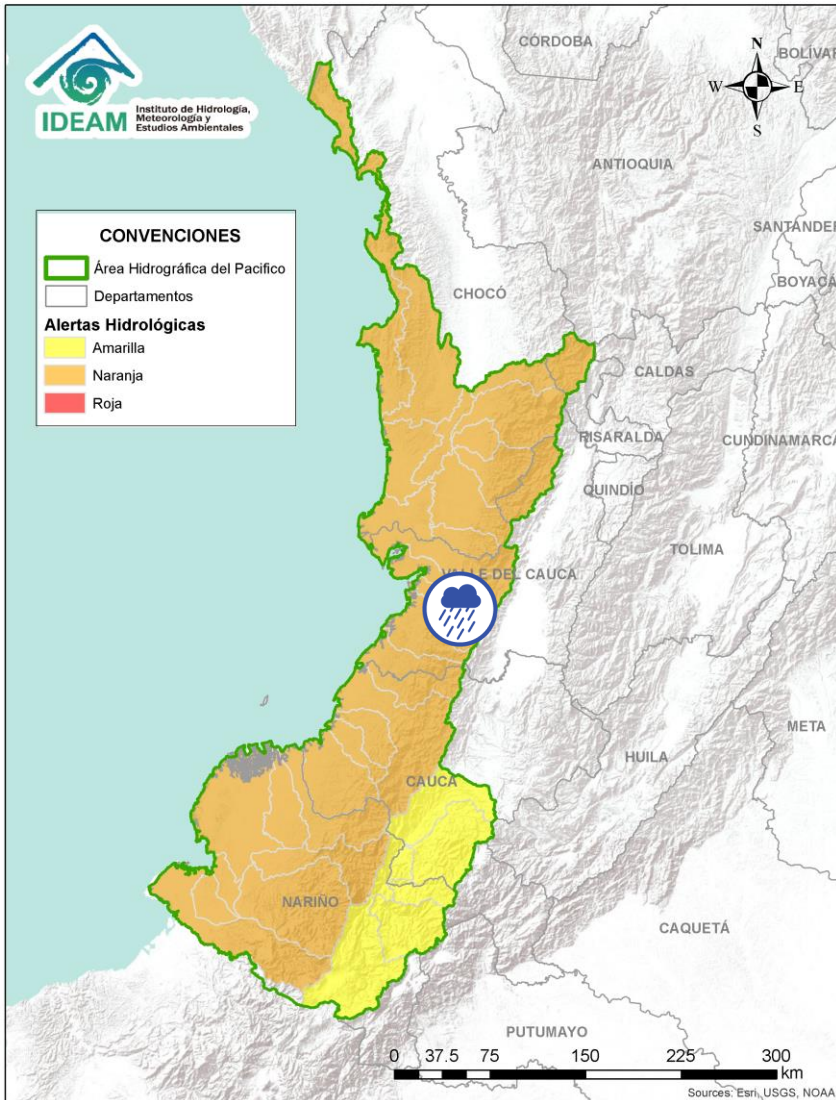 IDEAM
Instituto de Hidrología,
Meteorología y
Estudios Ambientales
CÓRDOBA
BOLÍVAR
N
W
E
S
ANTIOQUIA
SANTANDER
BOYACÁ
CHOCÓ
CONVENCIONES
Área Hidrográfica del Pacifico
Departamentos
Alertas Hidrológicas
Amarilla
Naranja
Roja
CALDAS
RISARALDA
CUNDINAMARCA
QUINDÍO
TOLIMA
VALLE DEL CAUCA
META
HUILA
CAUCA
NARIÑO
CAQUETÁ
PUTUMAYO
0 37.5 75 150 225 300
km
Sources: Esri, USGS, NOAA